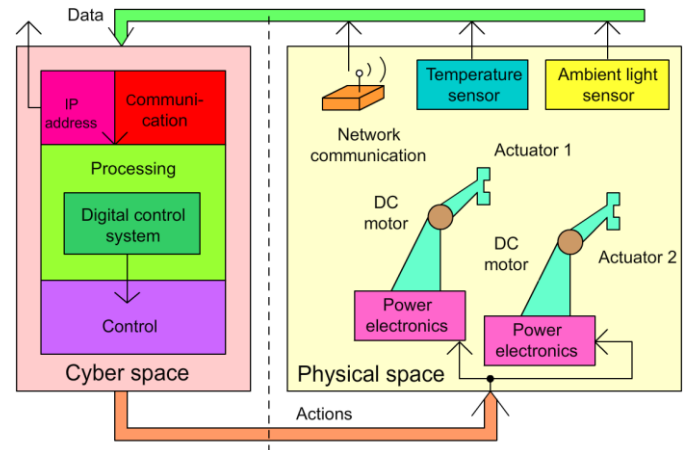 Data
IP
address
Communi-
cation
Processing
Digital control
system
Control
Cyber space
Temperature
sensor
Ambient light
sensor
Network
communication
Actuator 1
DC
motor
DC
motor
Actuator 2
Power
electronics
Power
electronics
Physical space
Actions